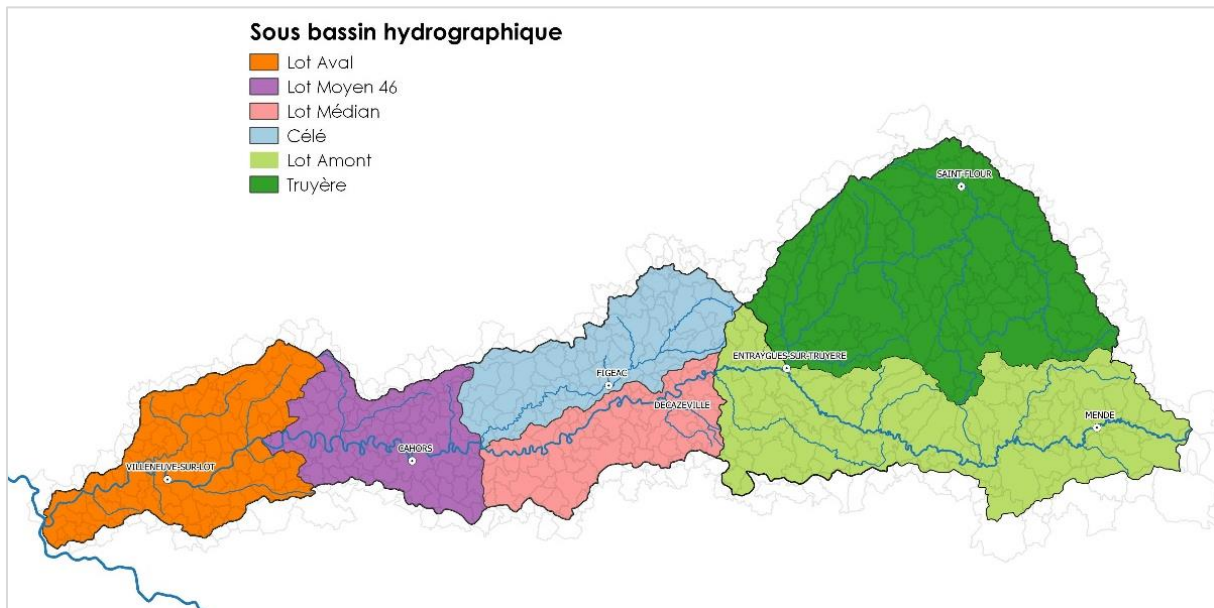 Sous bassin hydrographique
Lot Aval
Lot Moyen 46
Lot Médian
Célé
Lot Amont
Truyère
SAINT-FLOUR
ENTRAYGUES-SUR-TRUYERE
FIGEAC
DECAZEVILLE
MENDE
CAHORS
VILLENEUVE-SUR-LOT